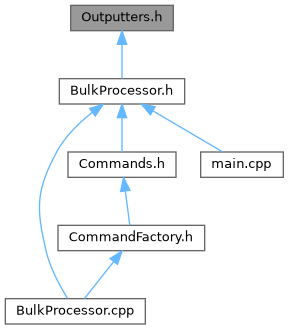 Outputters.h
BulkProcessor.h
Commands.h
main.cpp
CommandFactory.h
BulkProcessor.cpp